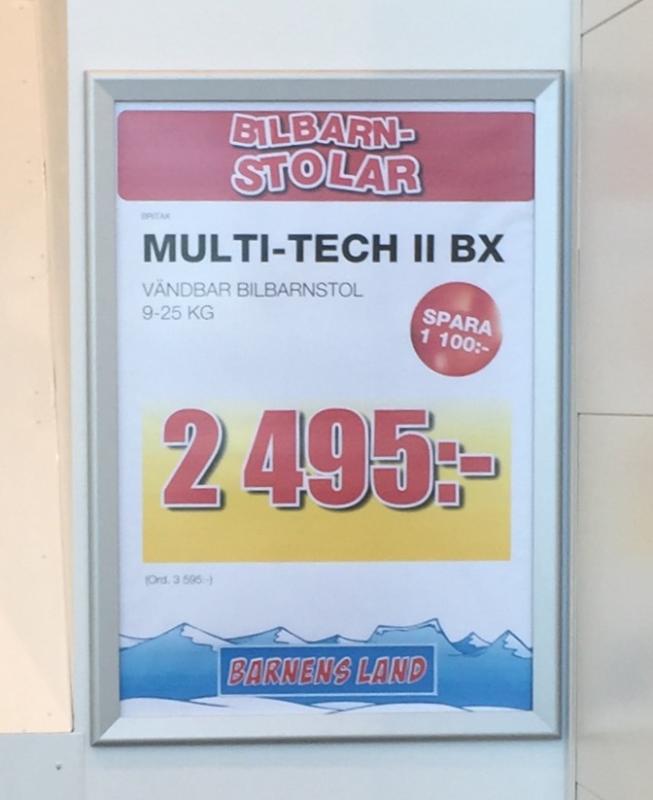 BILBARN-
STOLAR
BRITAX
MULTI-TECH II BX
VÄNDBAR BILBARNSTOL
9-25 KG
SPARA
1 100:-
2 495:-
(Ord. 3 595:-)
BARNENS LAND